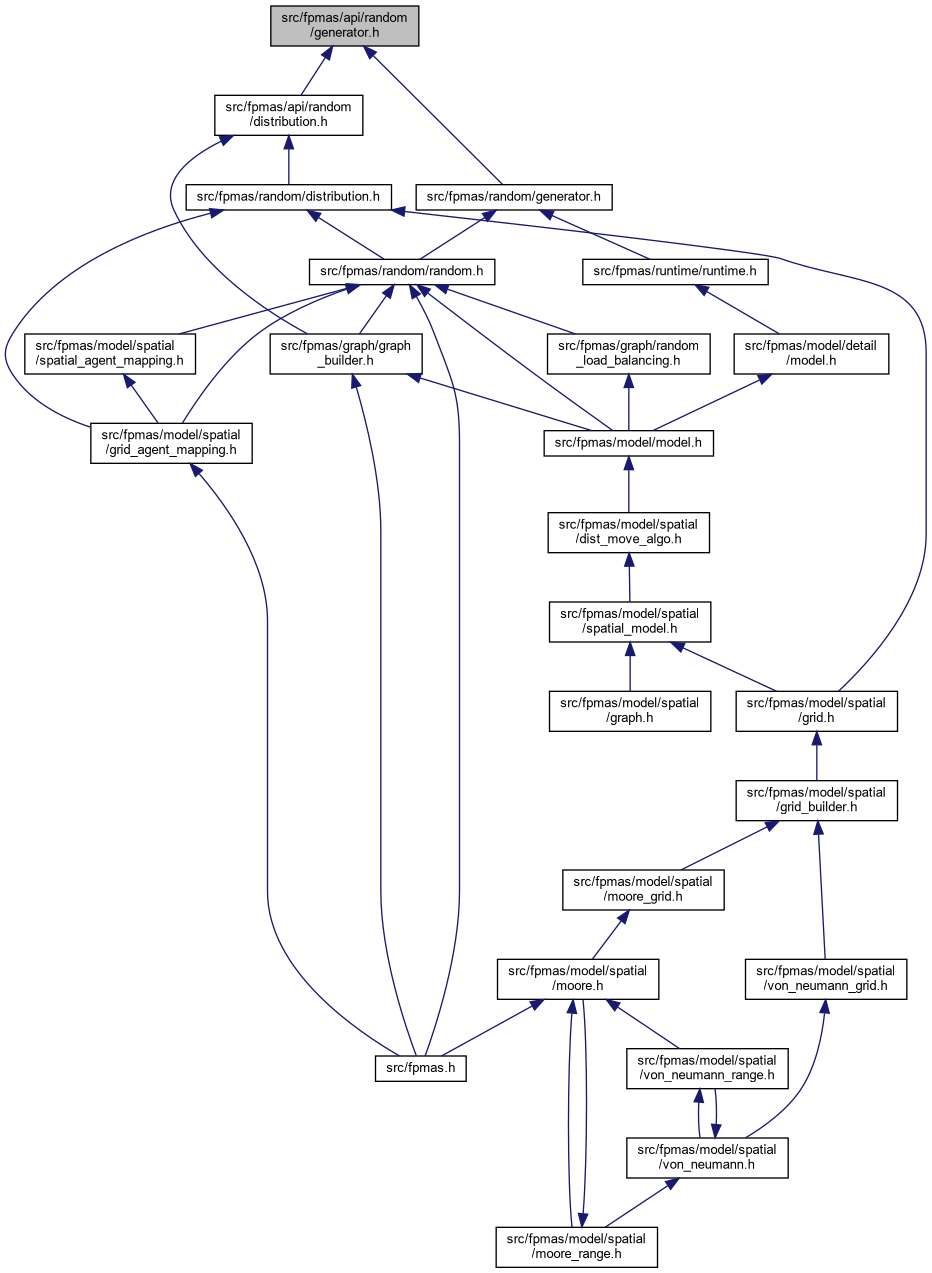 src/fpmas/api/random
/generator.h
src/fpmas/api/random
/distribution.h
src/fpmas/random/distribution.h
src/fpmas/random/generator.h
src/fpmas/random/random.h
src/fpmas/runtime/runtime.h
src/fpmas/model/spatial
/spatial_agent_mapping.h
src/fpmas/graph/graph
_builder.h
src/fpmas/graph/random
_load_balancing.h
src/fpmas/model/detail
/model.h
src/fpmas/model/spatial
/grid_agent_mapping.h
src/fpmas/model/model.h
src/fpmas/model/spatial
/dist_move_algo.h
src/fpmas/model/spatial
/spatial_model.h
src/fpmas/model/spatial
/graph.h
src/fpmas/model/spatial
/grid.h
src/fpmas/model/spatial
/grid_builder.h
src/fpmas/model/spatial
/moore_grid.h
src/fpmas/model/spatial
/moore.h
src/fpmas/model/spatial
/von_neumann_grid.h
src/fpmas.h
src/fpmas/model/spatial
/von_neumann_range.h
src/fpmas/model/spatial
/von_neumann.h
src/fpmas/model/spatial
/moore_range.h